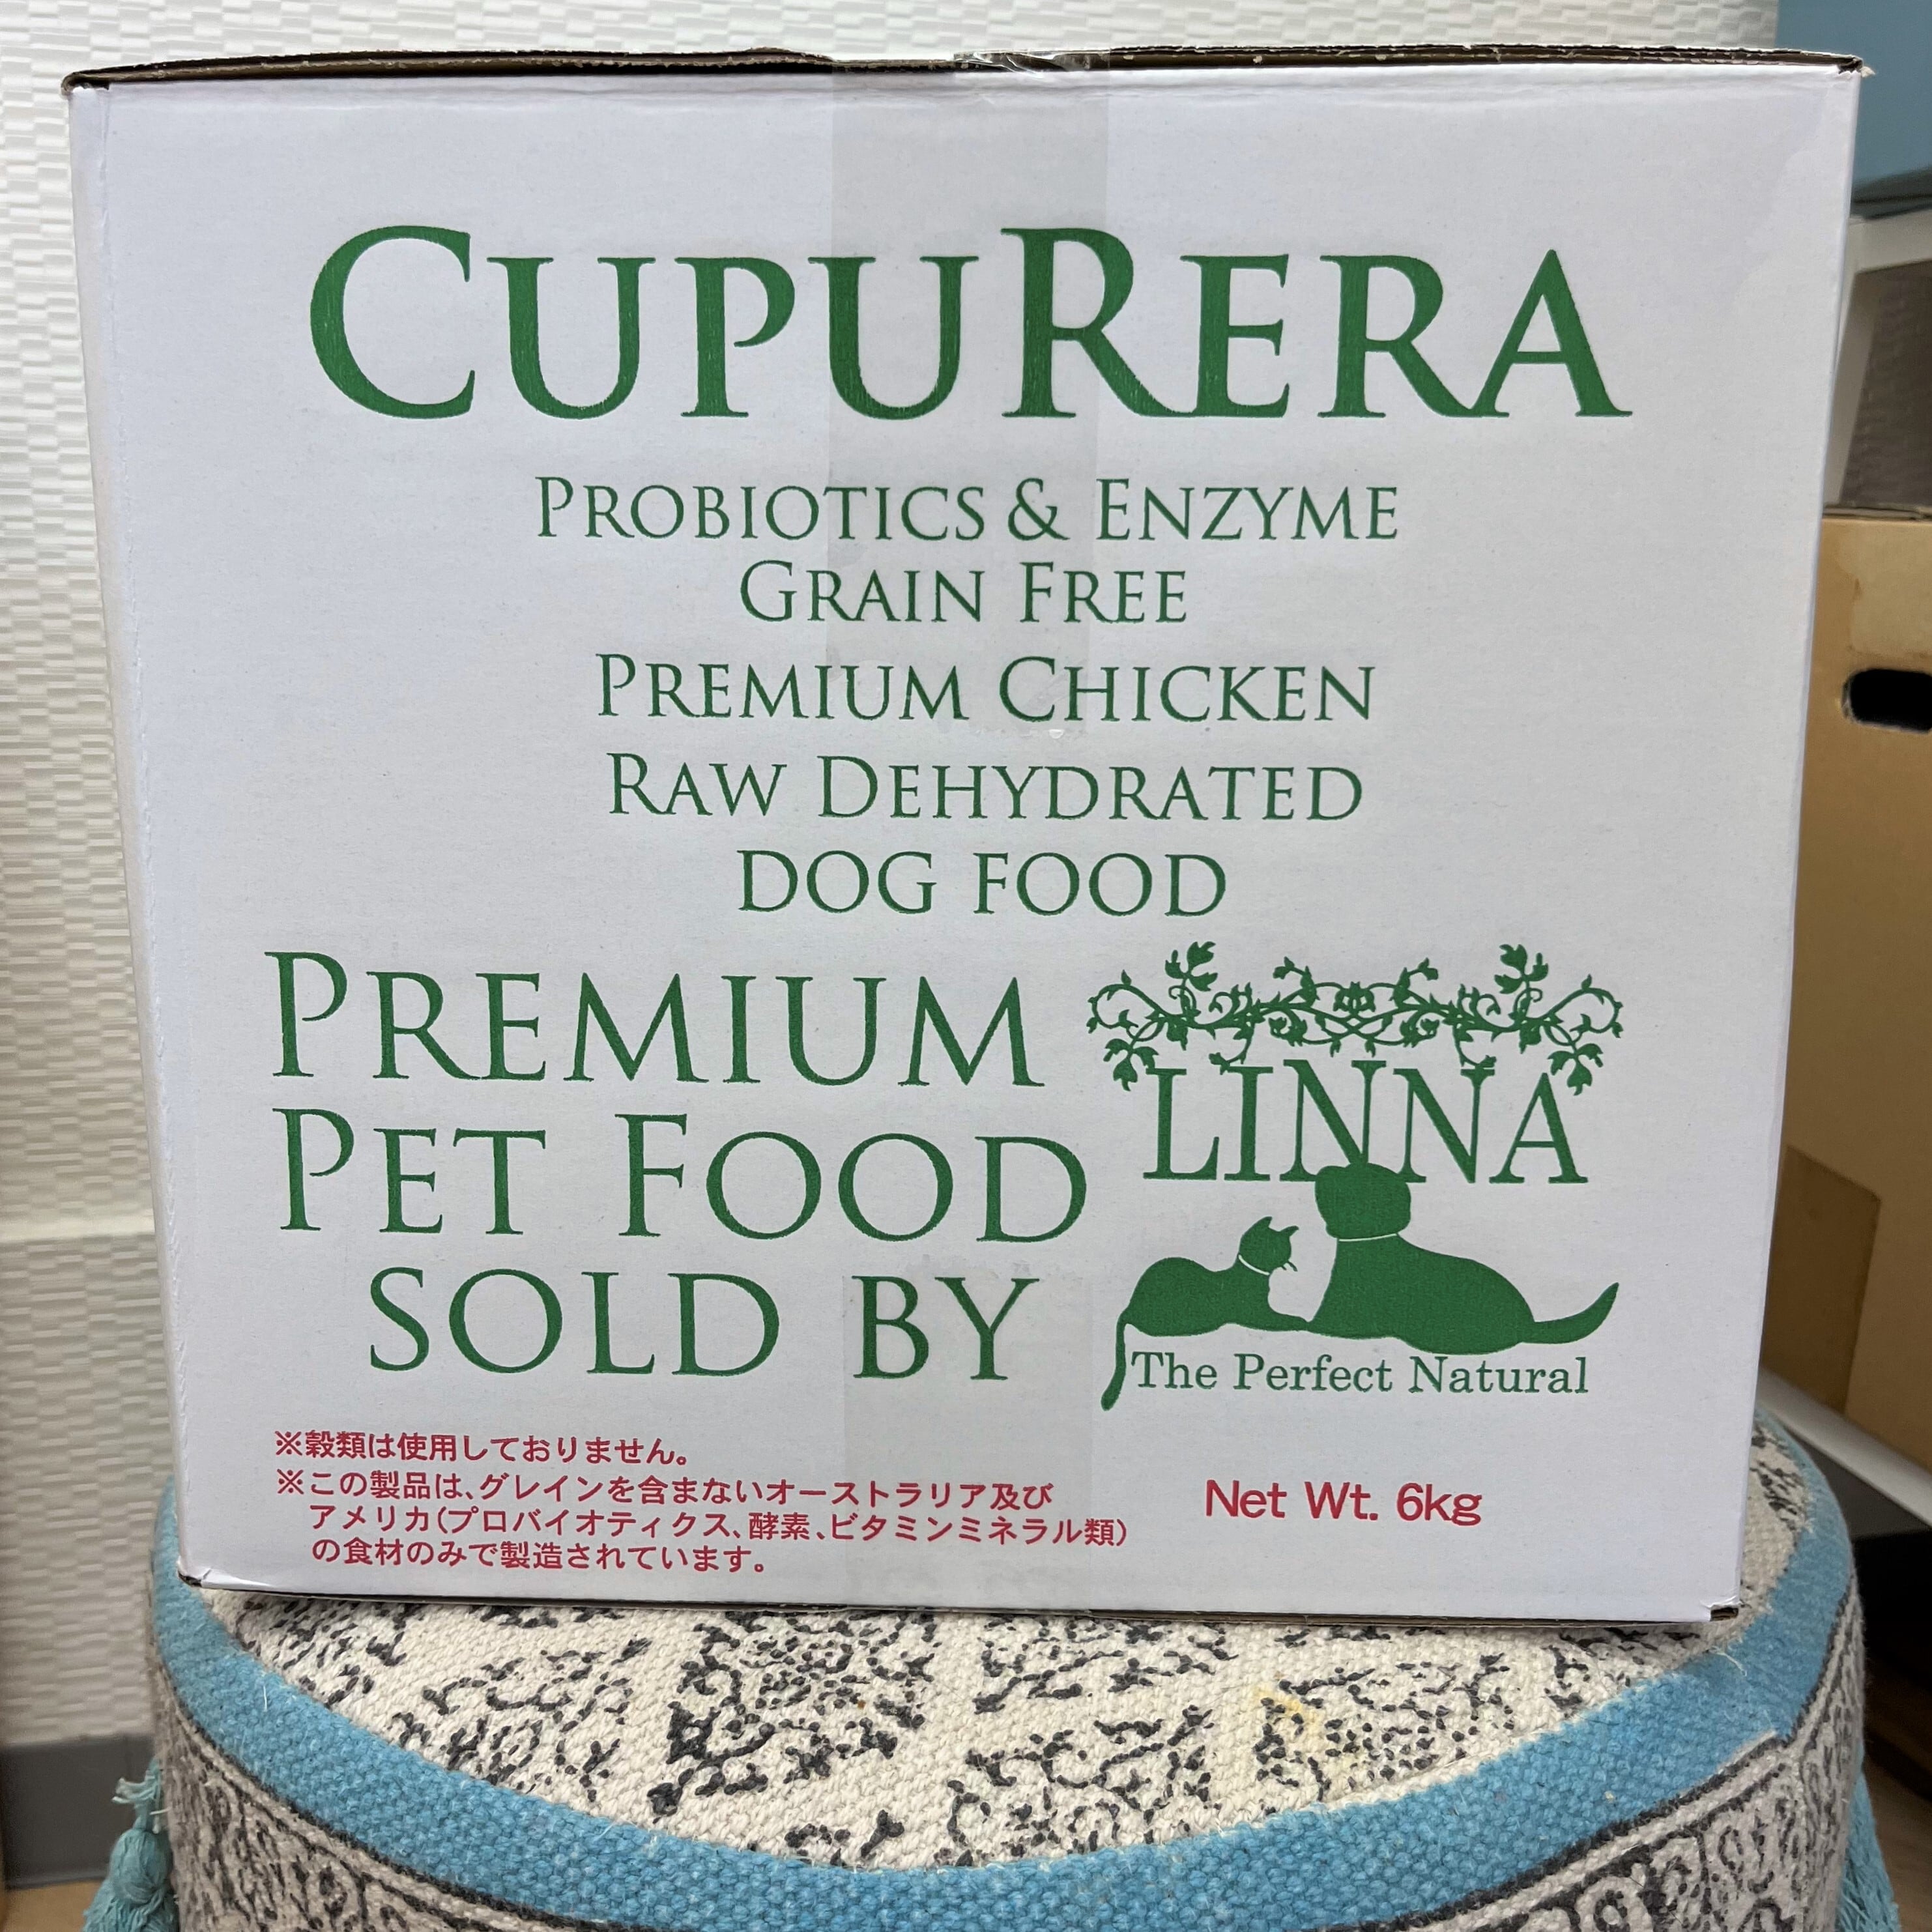 CUPURERA
PROBIOTICS & ENZYME
GRAIN FREE
PREMIUM CHICKEN
RAW DEHYDRATED
DOG FOOD
PREMIUM
PET FOOD
SOLD BY
LINNA
The Perfect Natural
※穀類は使用しておりません。
※この製品は、グレインを含まないオーストラリア及び
アメリカ(プロバイオティクス、酵素、ビタミンミネラル類)
の食材のみで製造されています。
Net Wt. 6kg